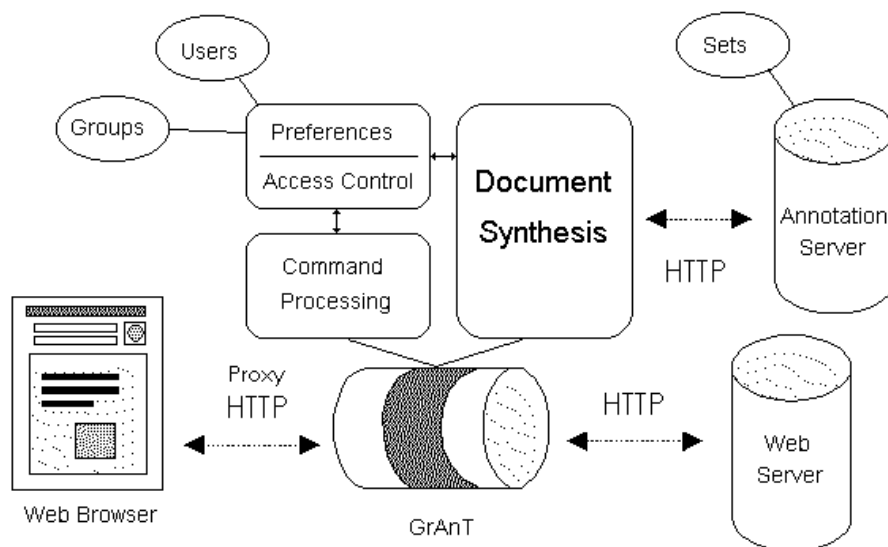 Users
Sets
Groups
Preferences
Access Control
Document
Synthesis
Annotation
Server
HTTP
Command
Processing
Proxy
HTTP
HTTP
Web
Server
Web Browser
GrAnT